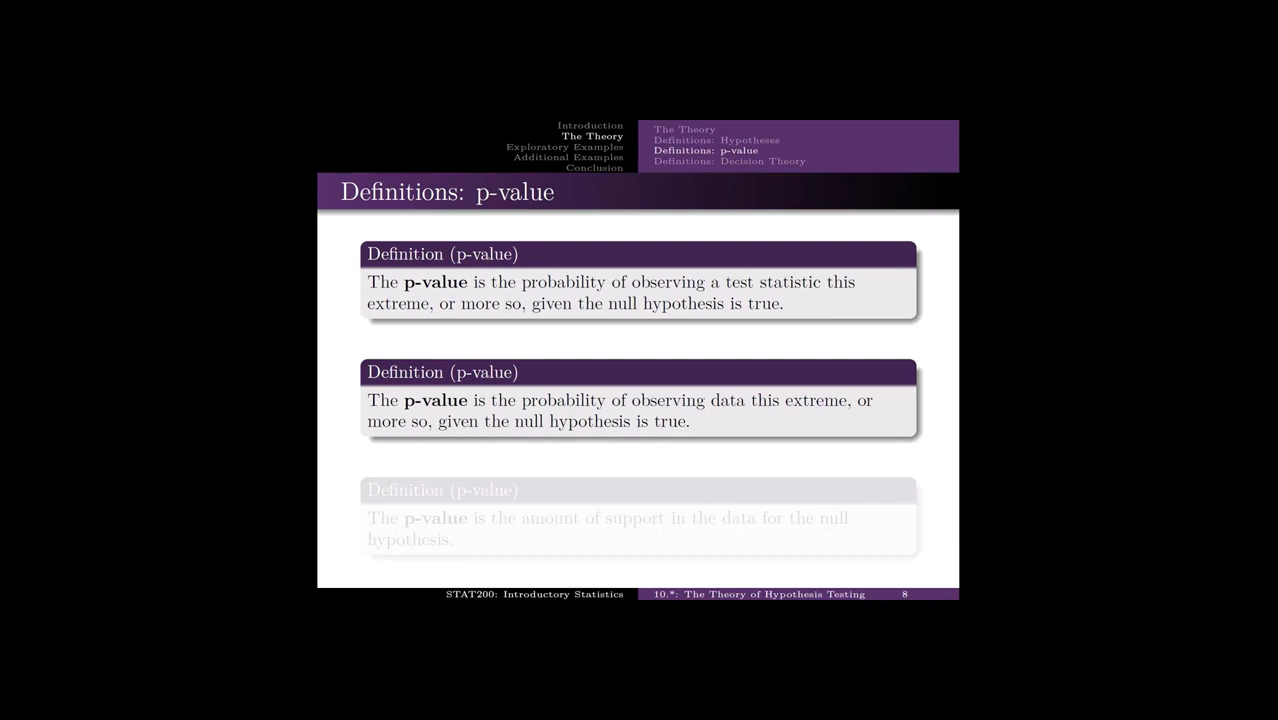 Introduction
The Theory
Exploratory Examples
Additional Examples
Conclusion
The Theory
Definitions: Hypotheses
Definitions: p-value
Definitions: Decision Theory
Definitions: p-value
Definition (p-value)
The p-value is the probability of observing a test statistic this
extreme, or more so, given the null hypothesis is true.
Definition (p-value)
The p-value is the probability of observing data this extreme, or
more so, given the null hypothesis is true.
Definition (p-value)
The p-value is the amount of support in the data for the null
hypothesis.
STAT200: Introductory Statistics
10.*: The Theory of Hypothesis Testing 8